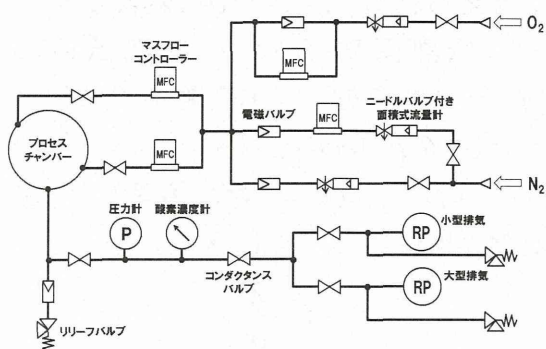 O₂
マスフロー
コントローラー
MFC
MFC
電磁バルブ
MFC
ニードルバルブ付き
面積式流量計
プロセス
チャンバー
MFC
N₂
圧力計
酸素濃度計
小型排気
P
RP
コンダクタンス
バルブ
大型排気
RP
リリーフバルブ